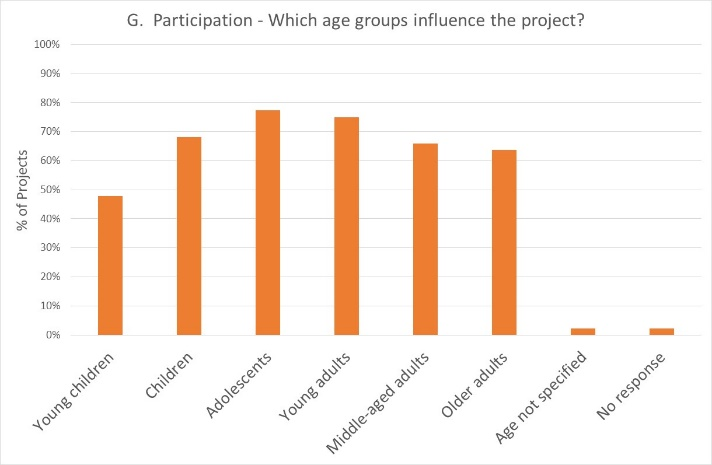 G.  Participation - Which age groups influence the project?
100%
90%
80%
70%
60%
50%
40%
30%
20%
10%
0%
% of Projects
Young children
Children
Adolescents
Young adults
Middle-aged adults
Older adults
Age not specified
No response